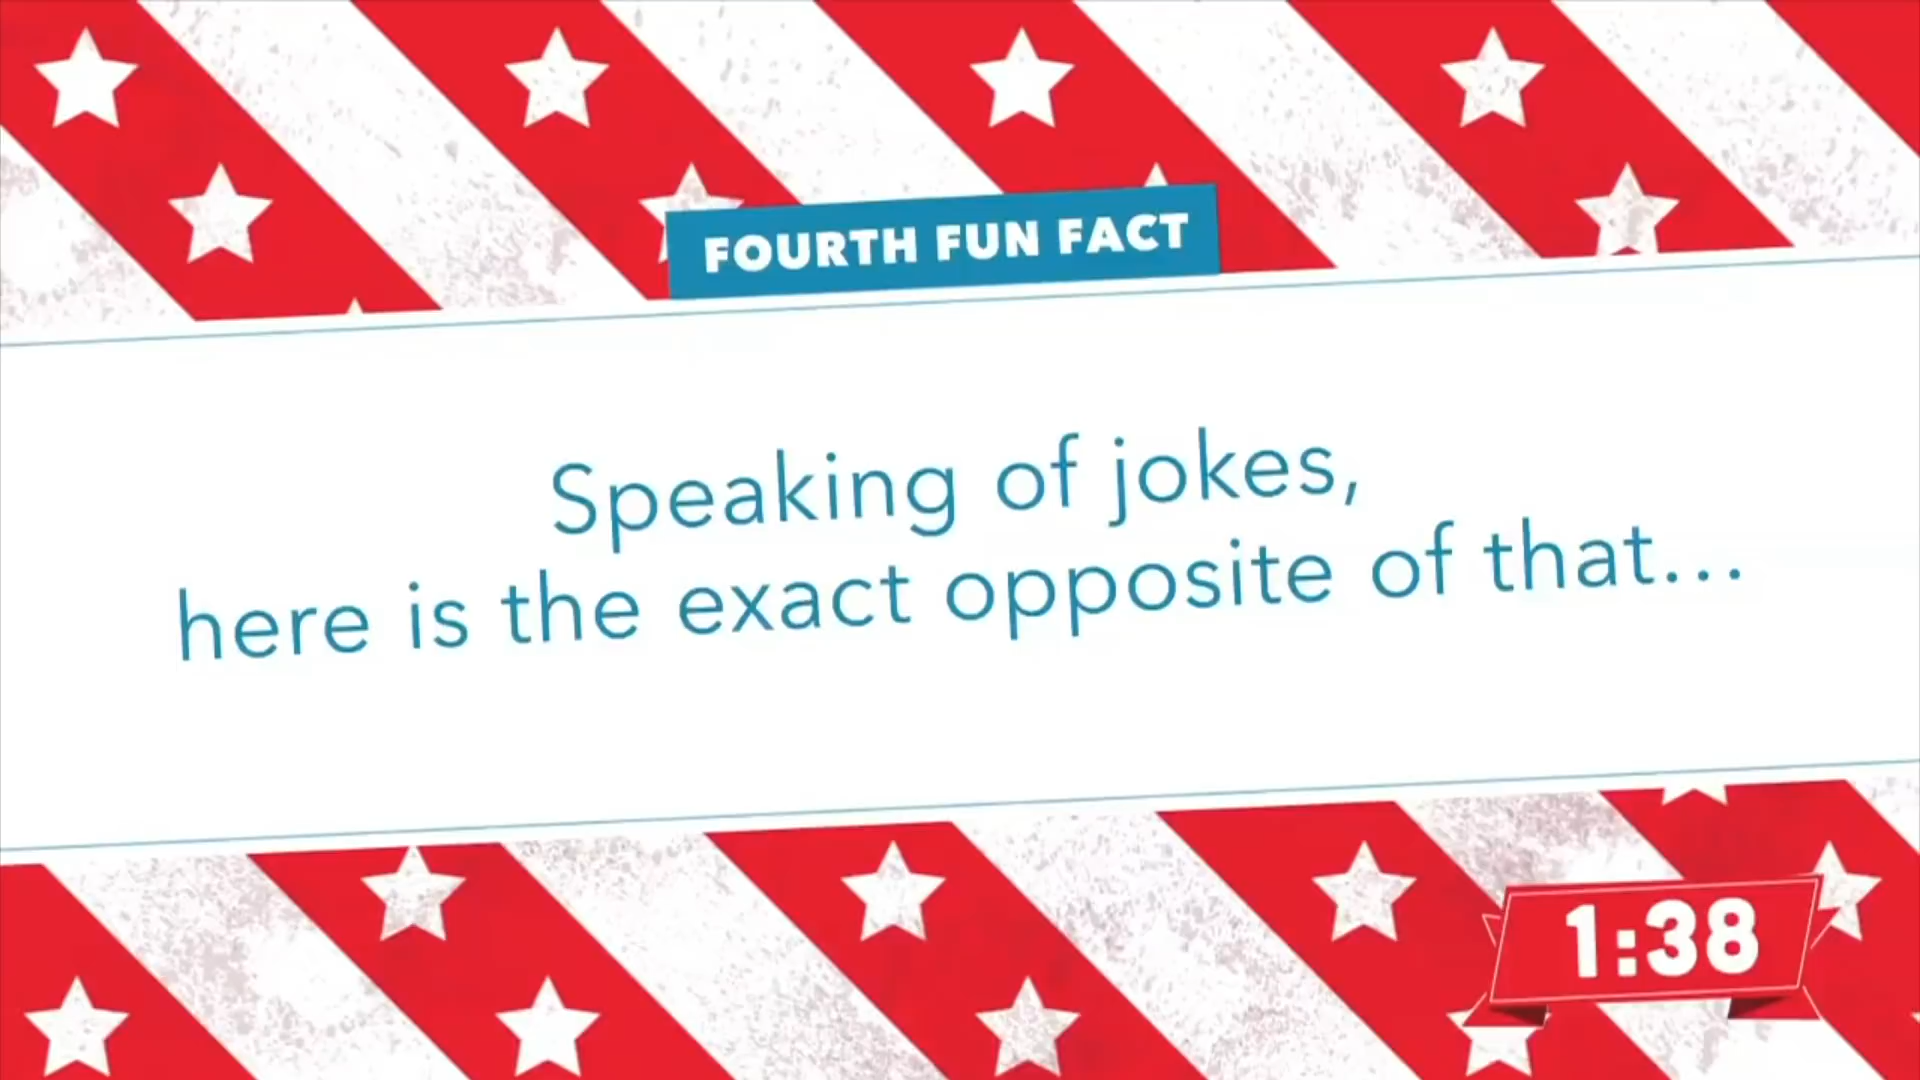 FOURTH FUN FACT
Speaking of jokes,
here is the exact opposite of that...
1:38